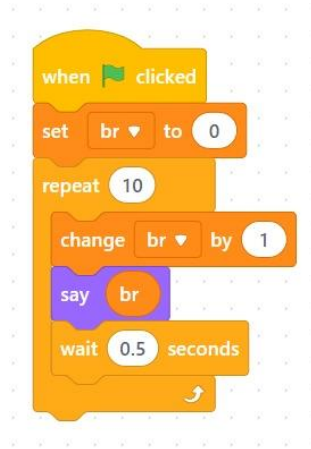 when clicked
set br to 0
repeat 10
change br by 1
say br
wait 0.5 seconds